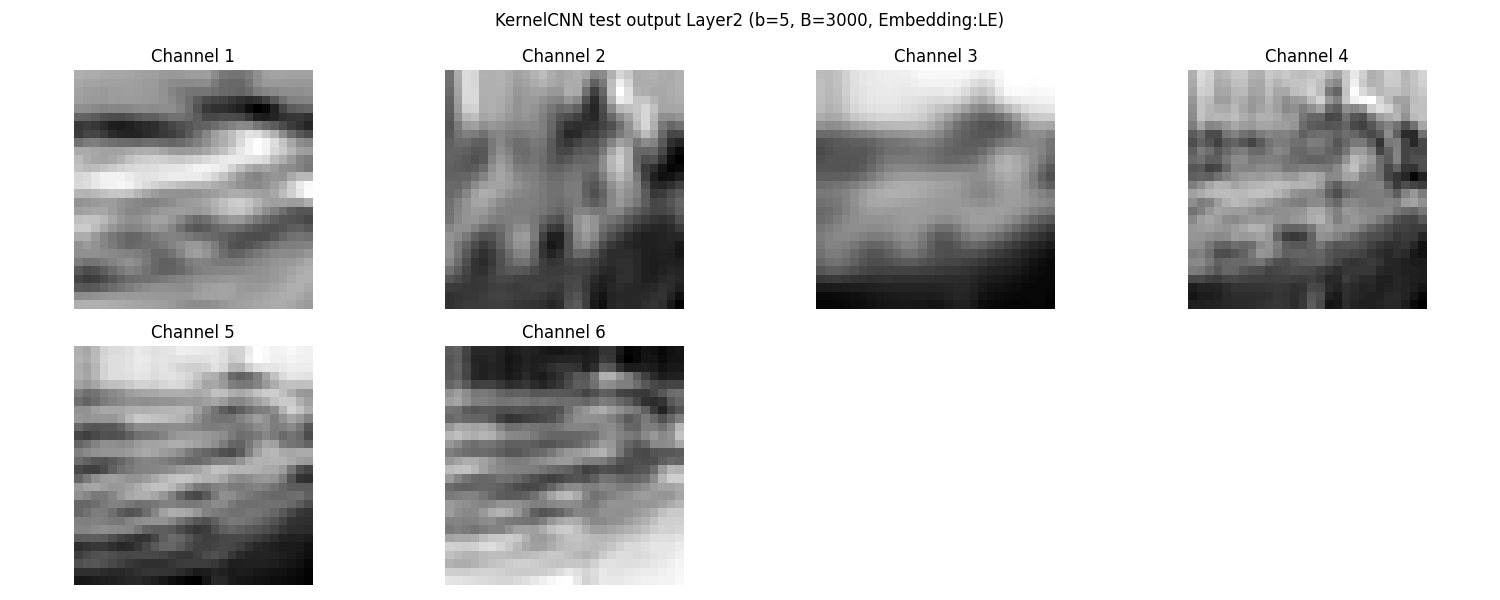 KernelCNN test output Layer2 (b=5, B=3000, Embedding:LE)
Channel 1
Channel 2
Channel 3
Channel 4
Channel 5
Channel 6